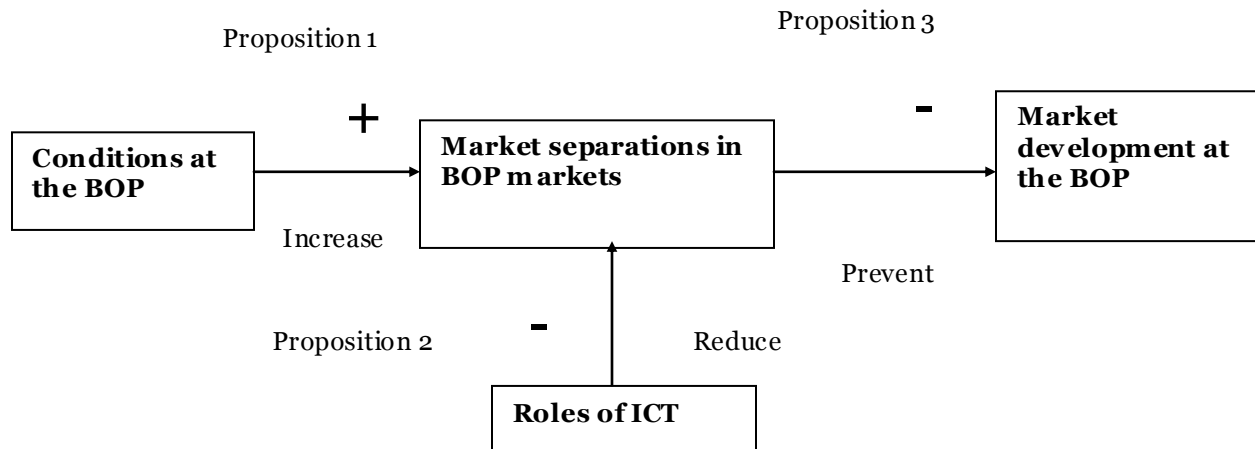 Proposition 1
Proposition 3
+
-
Conditions at
the BOP
Market separations in
BOP markets
Market
development at
the BOP
Increase
Prevent
Proposition 2
-
Reduce
Roles of ICT